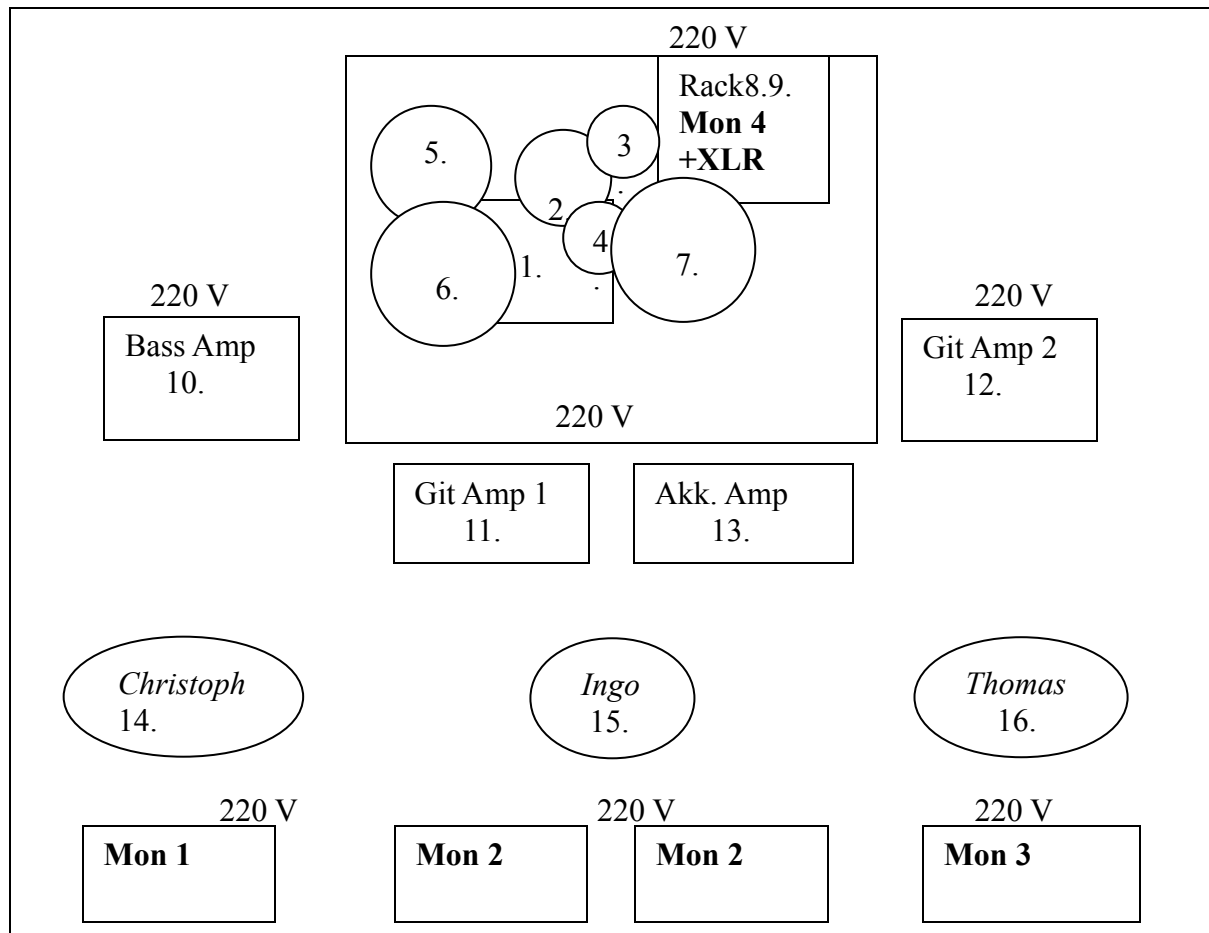 220 V
Rack8.9.
Mon 4
+XLR
5.
3
.
2.
4
.
1.
7.
6.
220 V
Bass Amp
10.
220 V
Git Amp 2
12.
220 V
Git Amp 1
11.
Akk. Amp
13.
Christoph
14.
Ingo
15.
Thomas
16.
220 V
220 V
220 V
Mon 1
Mon 2
Mon 2
Mon 3